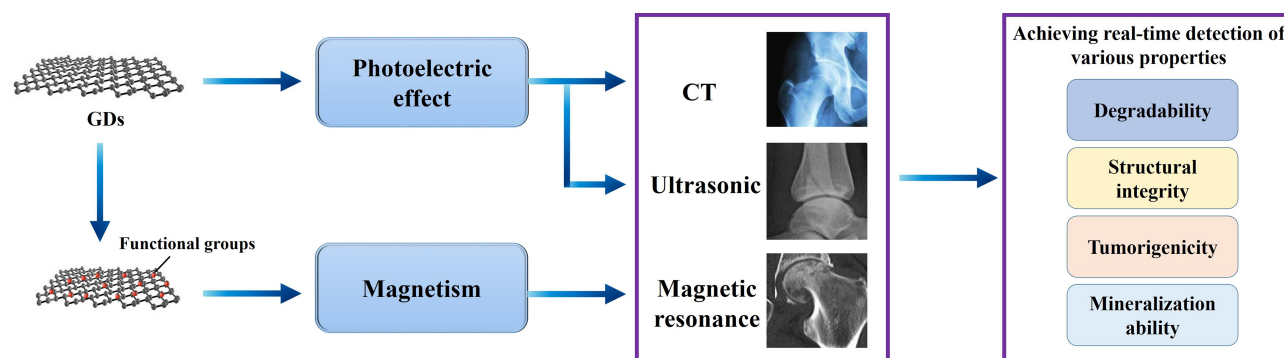 GDs
Functional groups
Photoelectric
effect
Magnetism
CT
Ultrasonic
Magnetic
resonance
Achieving real-time detection of
various properties
Degradability
Structural
integrity
Tumorigenicity
Mineralization
ability